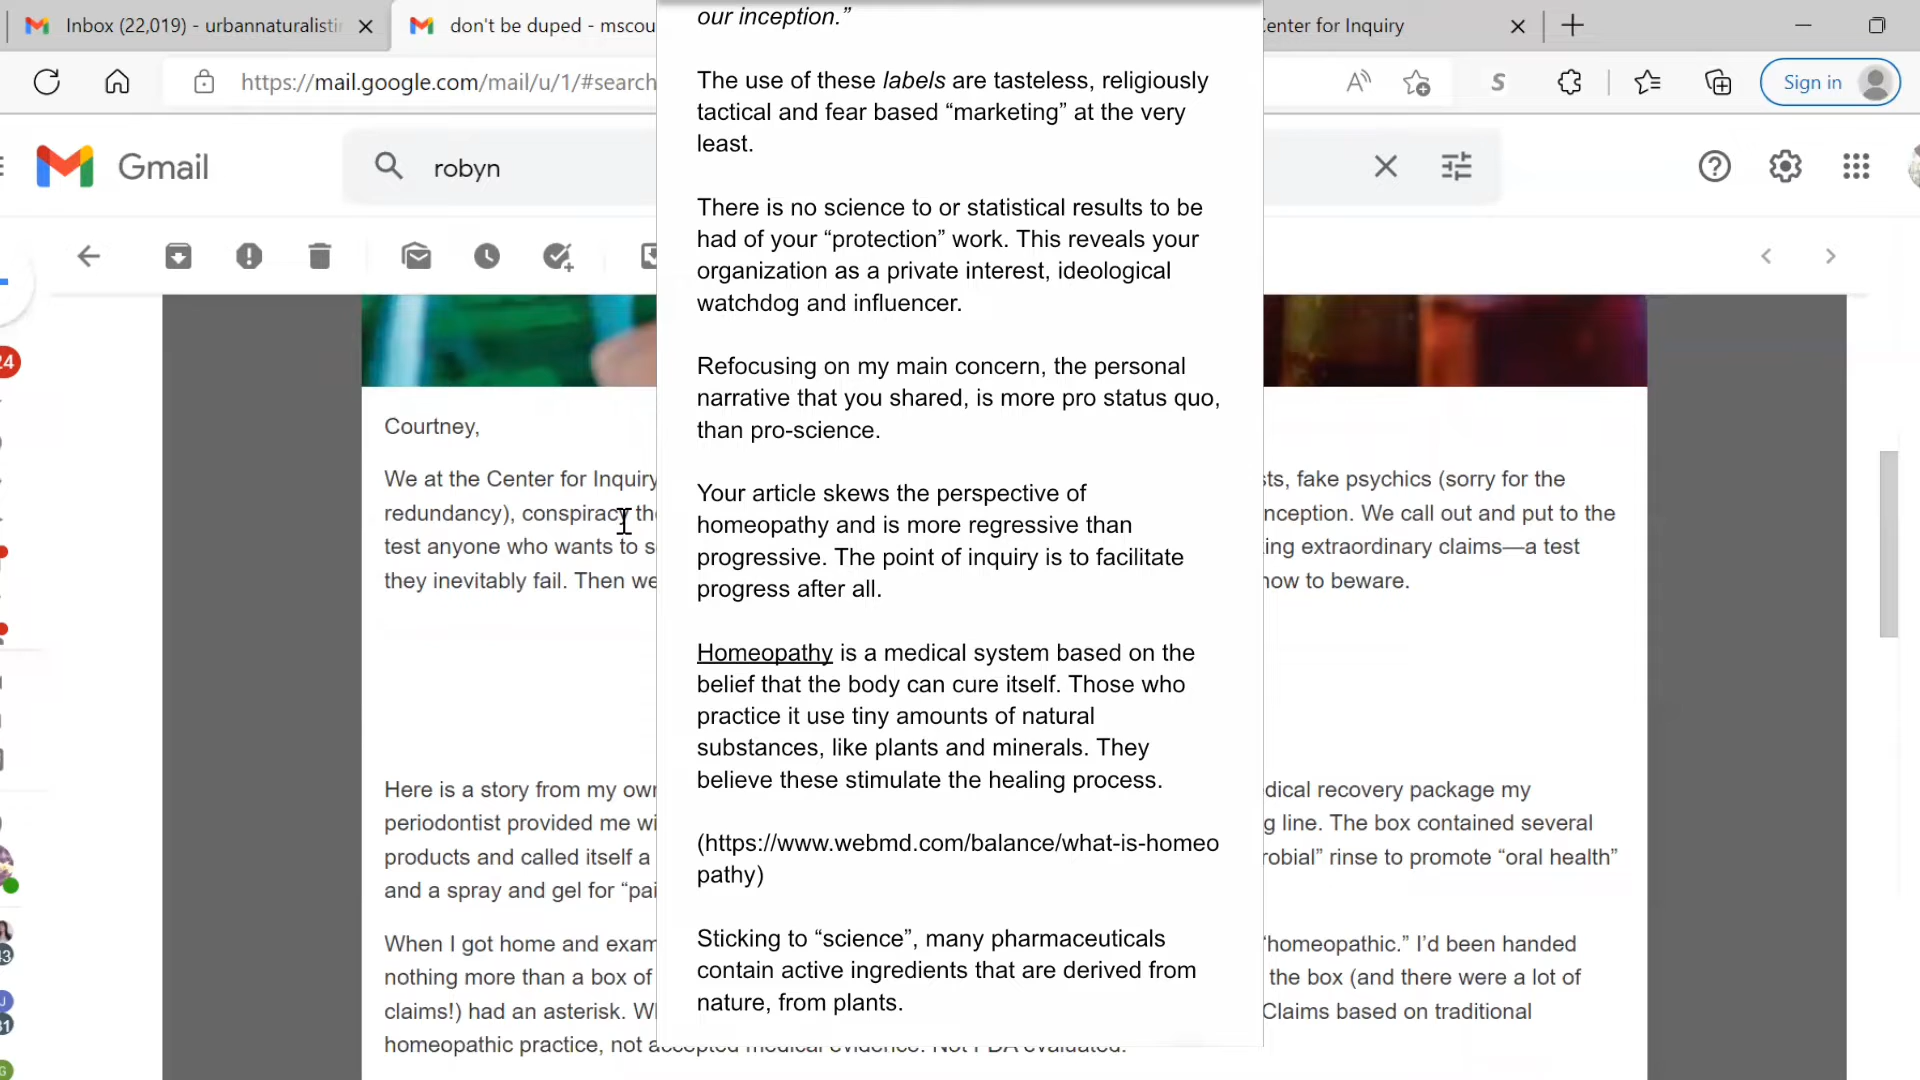 Inbox (22,019) - urbannaturalisti
don't be duped - mscou
enter for Inquiry
https://mail.google.com/mail/u/1/#search
Sign in
Gmail
robyn
24
our inception.”
The use of these labels are tasteless, religiously
tactical and fear based “marketing” at the very
least.
There is no science to or statistical results to be
had of your “protection” work. This reveals your
organization as a private interest, ideological
watchdog and influencer.
Refocusing on my main concern, the personal
narrative that you shared, is more pro status quo,
than pro-science.
Your article skews the perspective of
homeopathy and is more regressive than
progressive. The point of inquiry is to facilitate
progress after all.
Homeopathy is a medical system based on the
belief that the body can cure itself. Those who
practice it use tiny amounts of natural
substances, like plants and minerals. They
believe these stimulate the healing process.
(https://www.webmd.com/balance/what-is-homeo
pathy)
Sticking to “science”, many pharmaceuticals
contain active ingredients that are derived from
nature, from plants.
Courtney,
We at the Center for Inquiry
sts, fake psychics (sorry for the
redundancy), conspiracy th
nception. We call out and put to the
test anyone who wants to s
ing extraordinary claims—a test
they inevitably fail. Then we
how to beware.
Here is a story from my own
dical recovery package my
periodontist provided me wi
g line. The box contained several
products and called itself a
robial” rinse to promote “oral health”
and a spray and gel for “pai
When I got home and exam
“homeopathic.” I’d been handed
nothing more than a box of
the box (and there were a lot of
claims!) had an asterisk. W
Claims based on traditional
homeopathic practice, not accepted medical evidence. Not FDA evaluated.